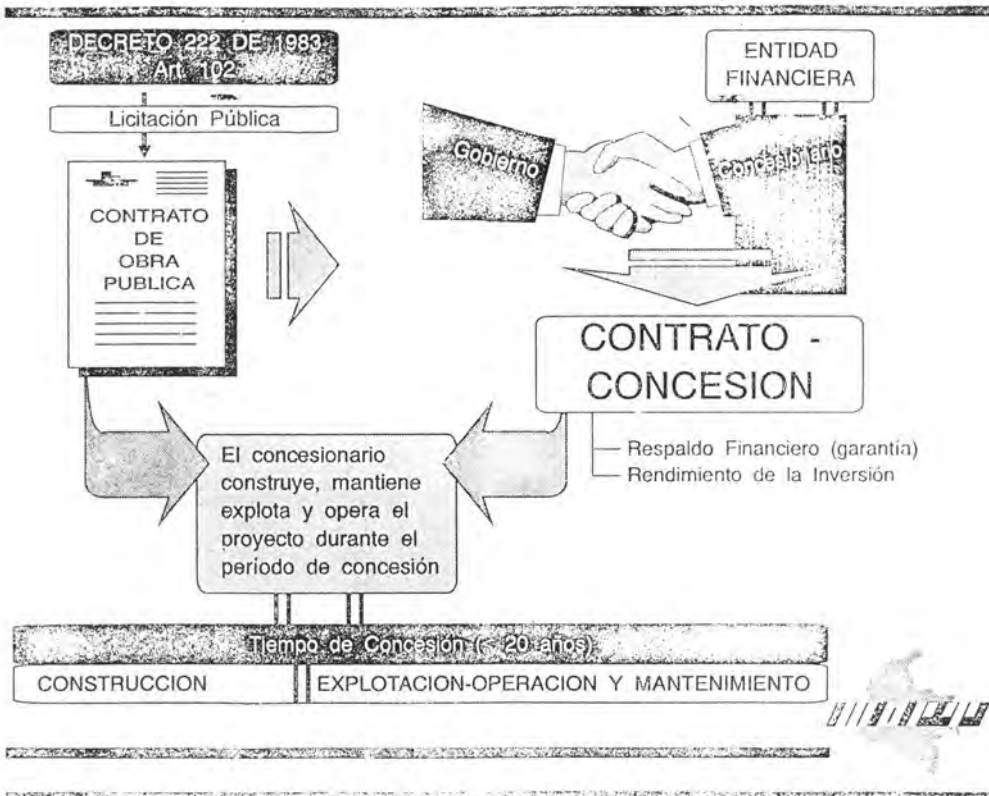 DECRETO 222 DE 1983
Art. 102
Licitación Pública
CONTRATO
DE
OBRA
PUBLICA
ENTIDAD
FINANCIERA
Gobierno
Concesionario
CONTRATO -
CONCESION
Respaldo Financiero (garantía)
Rendimiento de la Inversión
El concesionario
construye, mantiene
explota y opera el
proyecto durante el
período de concesión
Tiempo de Concesión (< 20 años)
CONSTRUCCION
EXPLOTACION-OPERACION Y MANTENIMIENTO